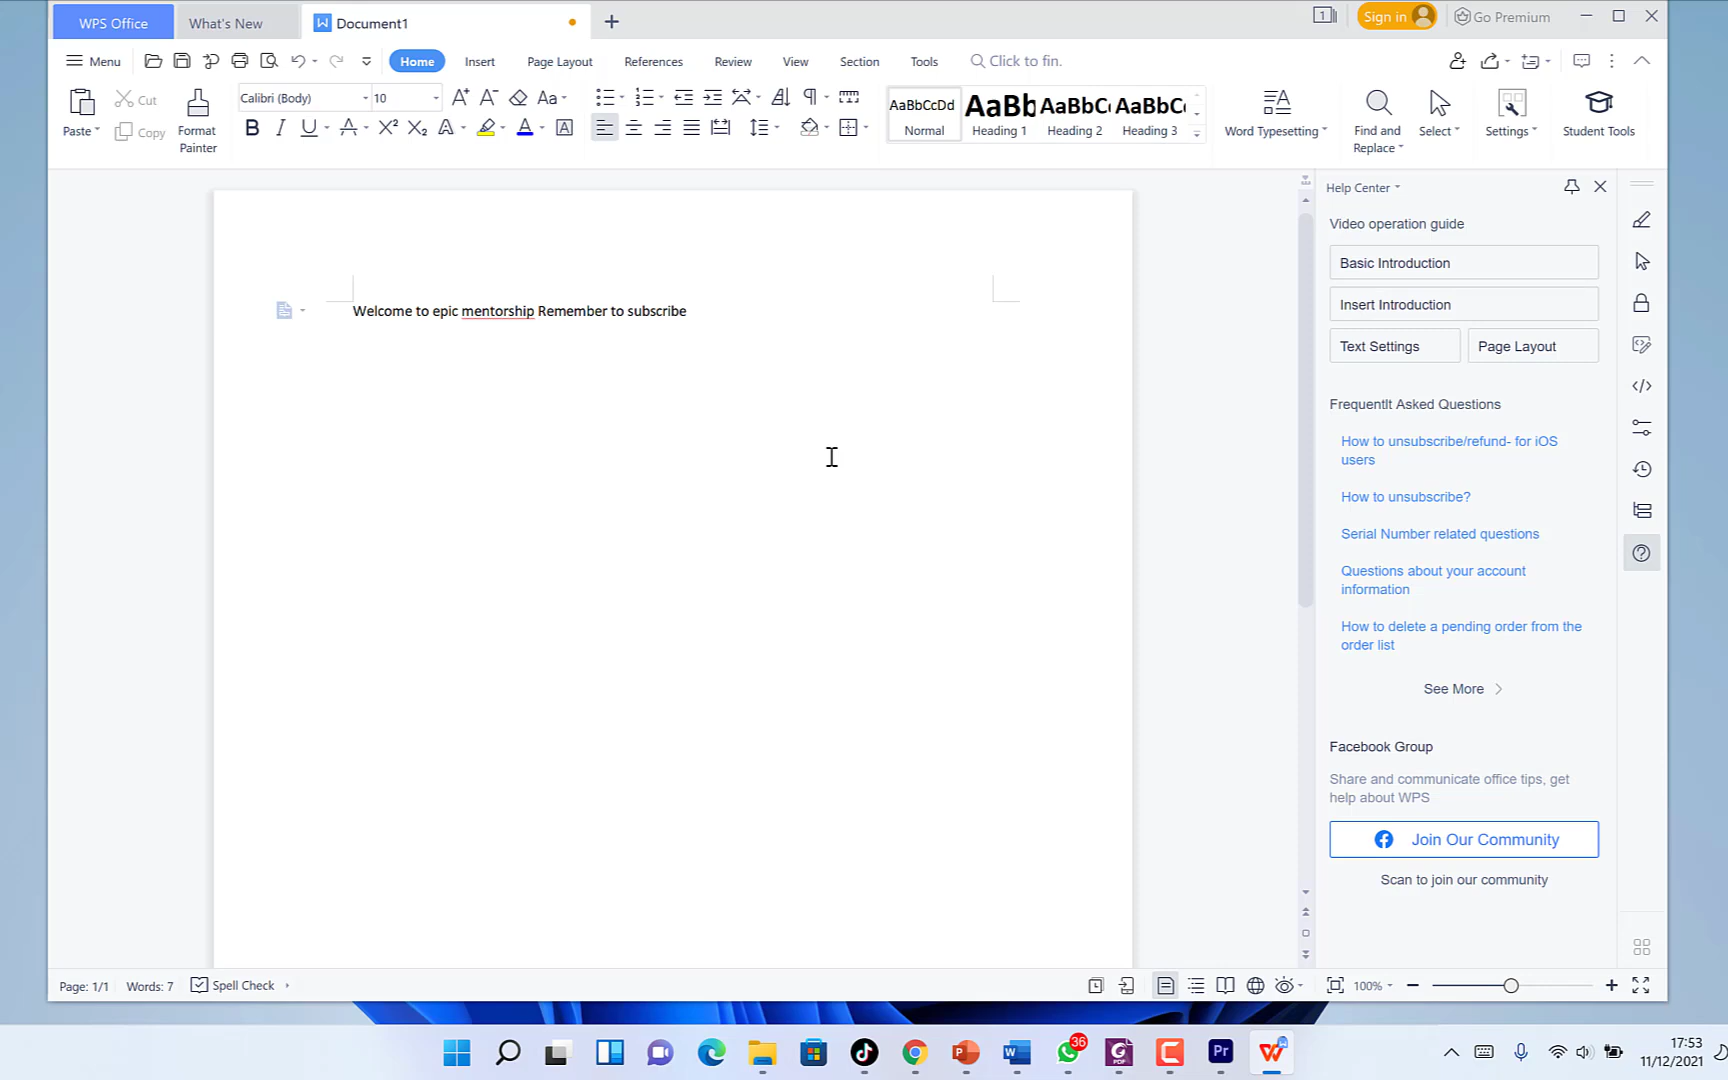 WPS Office
What's New
Document1
1
Sign in
Go Premium
Menu
Home
Insert
Page Layout
References
Review
View
Section
Tools
Click to fin.
Paste
Cut
Copy
Format
Painter
Calibri (Body)
10
AaBbCcDd
Normal
AaBb
Heading 1
AaBbC
Heading 2
AaBbC
Heading 3
Word Typesetting
Find and
Replace
Select
Settings
Student Tools
Welcome to epic mentorship Remember to subscribe
Help Center
Video operation guide
Basic Introduction
Insert Introduction
Text Settings
Page Layout
FrequentIt Asked Questions
How to unsubscribe/refund- for iOS
users
How to unsubscribe?
Serial Number related questions
Questions about your account
information
How to delete a pending order from the
order list
See More
Facebook Group
Share and communicate office tips, get
help about WPS
Join Our Community
Scan to join our community
Page: 1/1
Words: 7
Spell Check
100%
36
17:53
11/12/2021